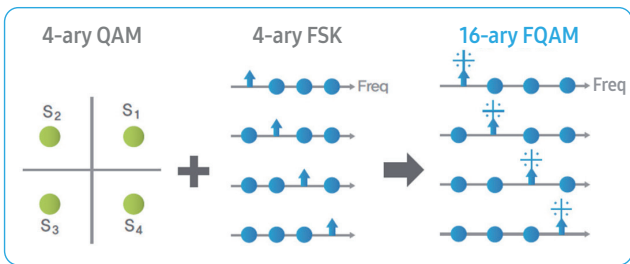 4-ary QAM
4-ary FSK
16-ary FQAM
S2
S1
S3
S4
Freq
Freq